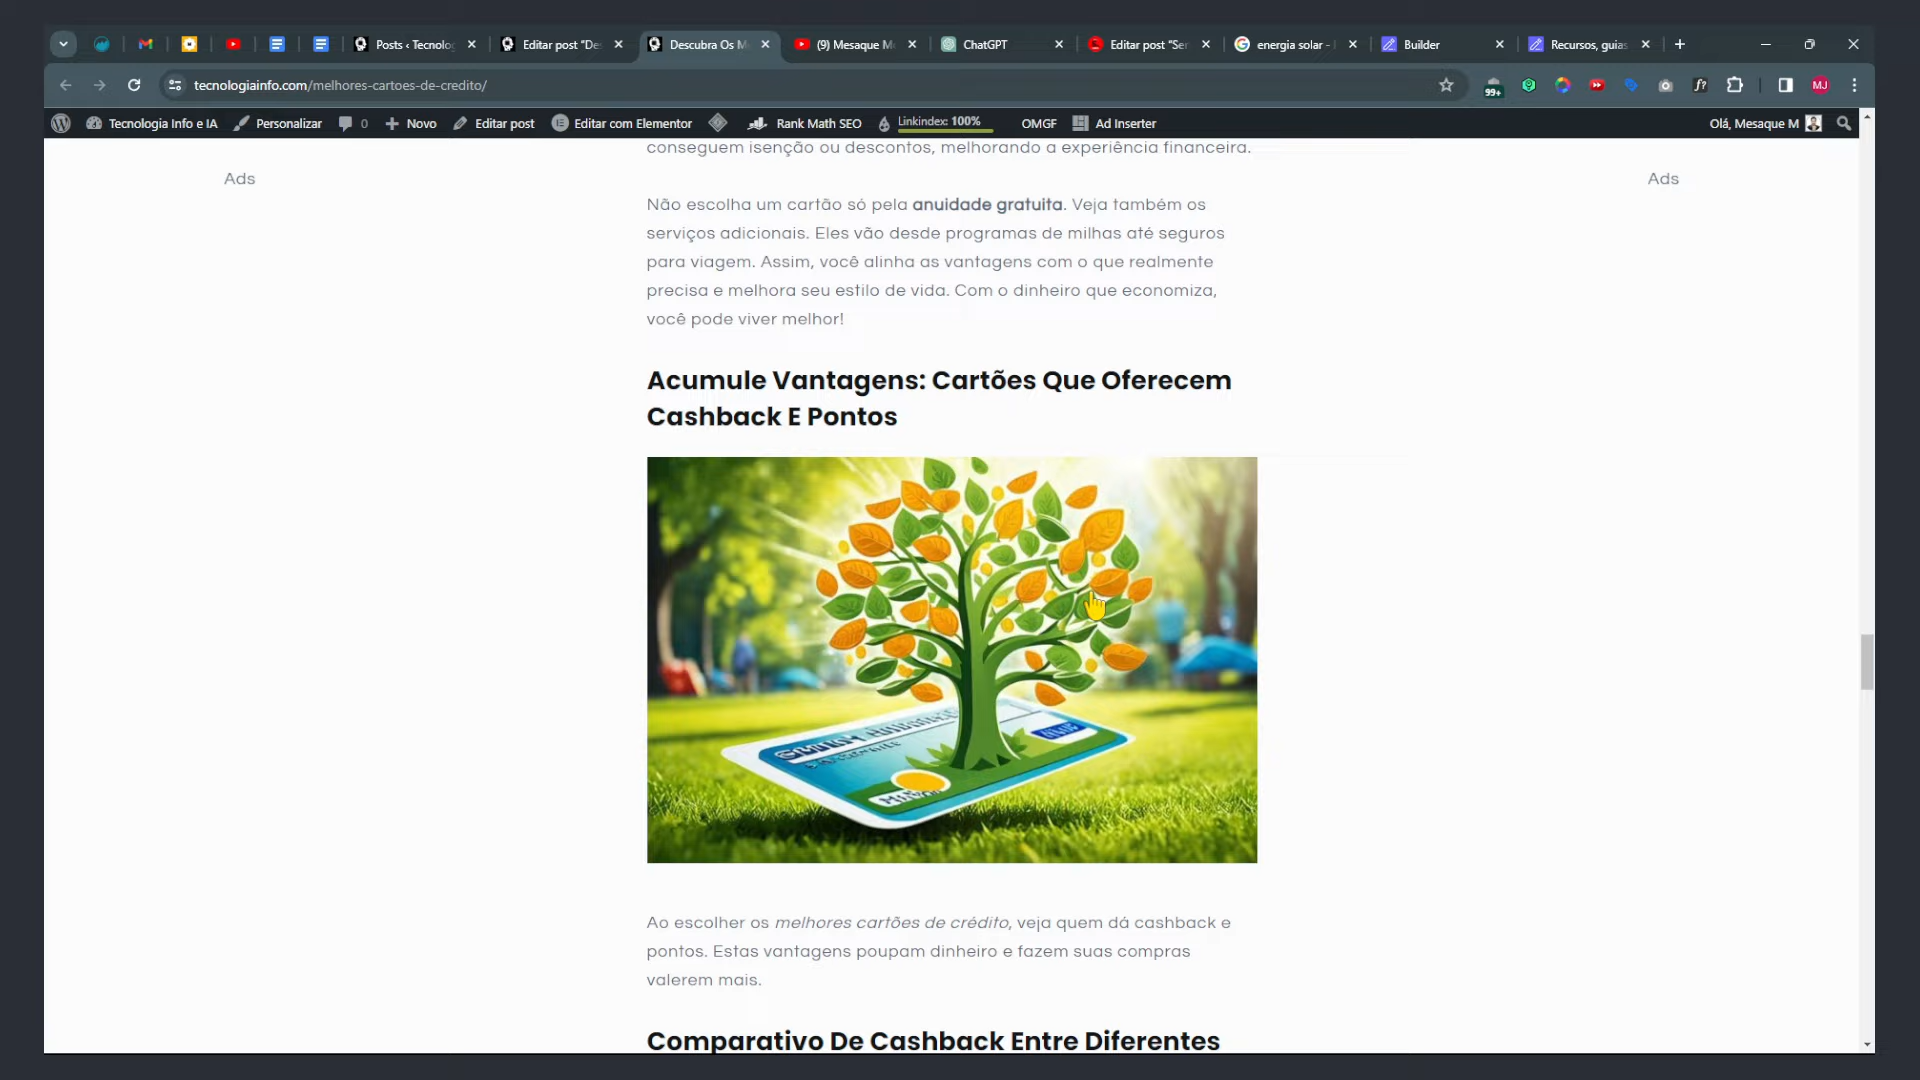 Posts ‹ Tecnolog
Editar post "De
Descubra Os M
(9) Mesaque M
ChatGPT
Editar post "Se
energia solar -
Builder
Recursos, guias
tecnologiainfo.com/melhores-cartoes-de-credito/
99+
f?
MJ
Tecnologia Info e IA
Personalizar
0
Novo
Editar post
Editar com Elementor
Rank Math SEO
Linkindex: 100%
OMGF
Ad Inserter
Olá, Mesaque M
conseguem isenção ou descontos, melhorando a experiência financeira.
Ads
Ads
Não escolha um cartão só pela anuidade gratuita. Veja também os
serviços adicionais. Eles vão desde programas de milhas até seguros
para viagem. Assim, você alinha as vantagens com o que realmente
precisa e melhora seu estilo de vida. Com o dinheiro que economiza,
você pode viver melhor!
Acumule Vantagens: Cartões Que Oferecem
Cashback E Pontos
Ao escolher os melhores cartões de crédito, veja quem dá cashback e
pontos. Estas vantagens poupam dinheiro e fazem suas compras
valerem mais.
Comparativo De Cashback Entre Diferentes